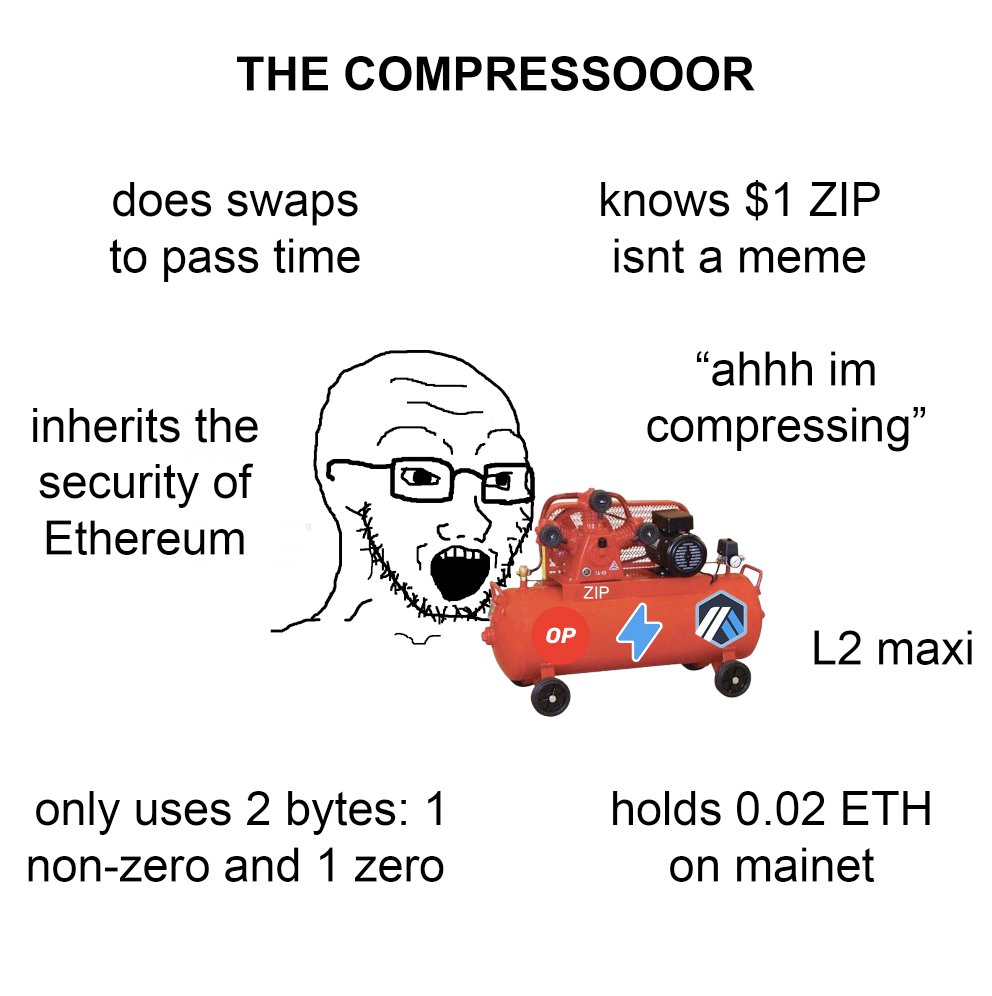 THE COMPRESSOOOR
does swaps
to pass time
knows $1 ZIP
isnt a meme
“ahhh im
compressing”
inherits the
security of
Ethereum
ZIP
OP
L2 maxi
only uses 2 bytes: 1
non-zero and 1 zero
holds 0.02 ETH
on mainet